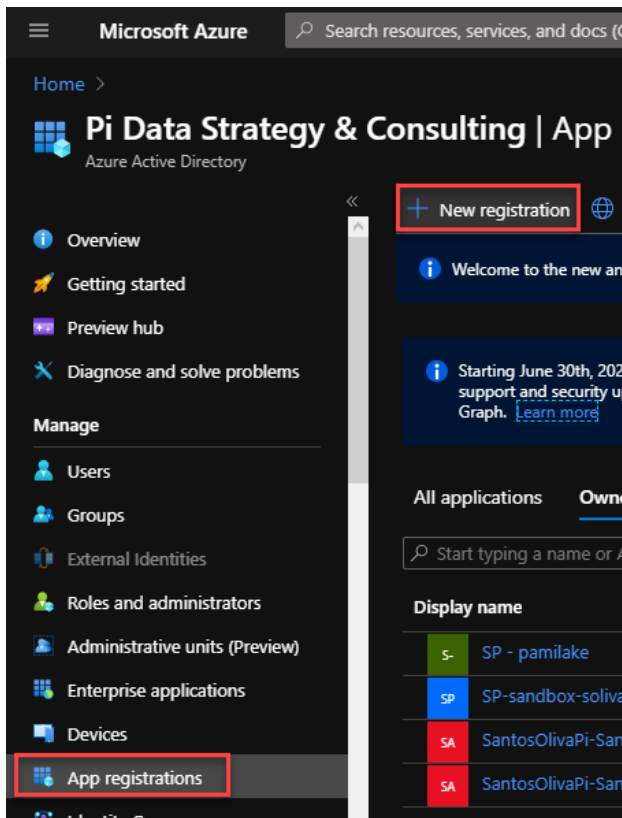 Microsoft Azure
Search resources, services, and docs (
Home >
Pi Data Strategy & Consulting | App
Azure Active Directory
«
+ New registration
Overview
Getting started
Preview hub
Diagnose and solve problems
Manage
Users
Groups
External Identities
Roles and administrators
Administrative units (Preview)
Enterprise applications
Devices
App registrations
Welcome to the new an
Starting June 30th, 202
support and security u
Graph. Learn more
All applications Owne
Start typing a name or A
Display name
S- SP - pamilake
SP SP-sandbox-soliva
SA SantosOlivaPi-San
SA SantosOlivaPi-San